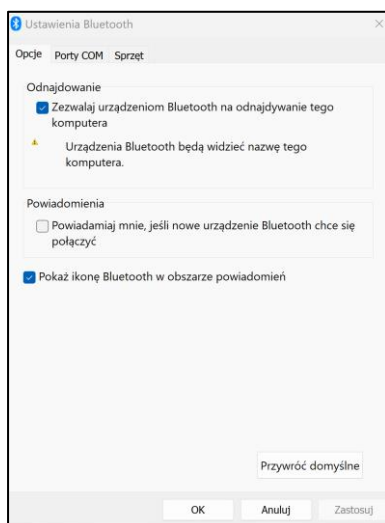 Ustawienia Bluetooth
Opcje Porty COM Sprzęt
Odnajdowanie
Zezwalaj urządzeniom Bluetooth na odnajdywanie tego
komputera
Urządzenia Bluetooth będą widzieć nazwę tego
komputera.
Powiadomienia
Powiadamiaj mnie, jeśli nowe urządzenie Bluetooth chce się
połączyć
Pokaż ikonę Bluetooth w obszarze powiadomień
Przywróć domyślne
OK Anuluj Zastosuj